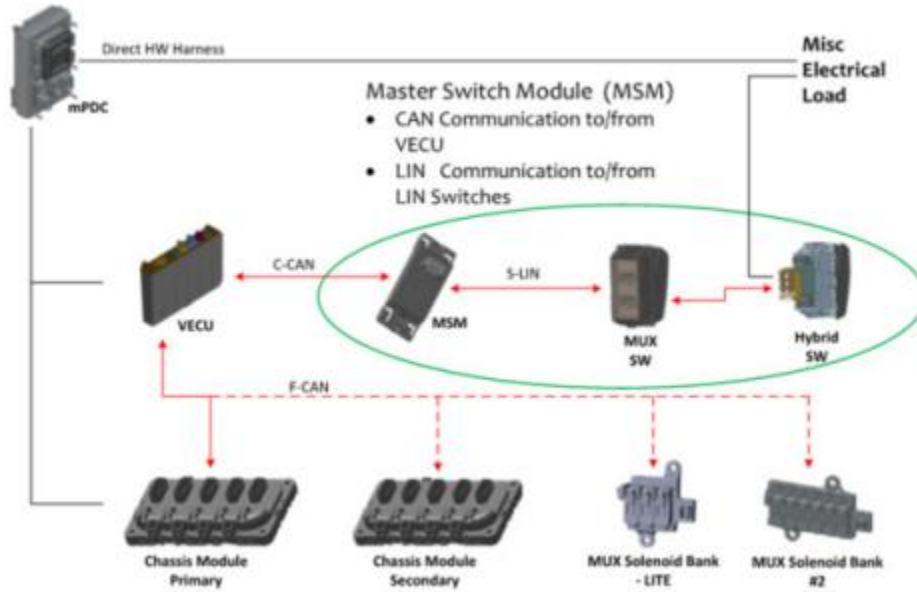 Direct HW Harness
mPDC
Misc
Electrical
Load
Master Switch Module (MSM)
• CAN Communication to/from
VECU
• LIN Communication to/from
LIN Switches
C-CAN
S-LIN
VECU
MSM
MUX
SW
Hybrid
SW
F-CAN
Chassis Module
Primary
Chassis Module
Secondary
MUX Solenoid Bank
- LITE
MUX Solenoid Bank
#2